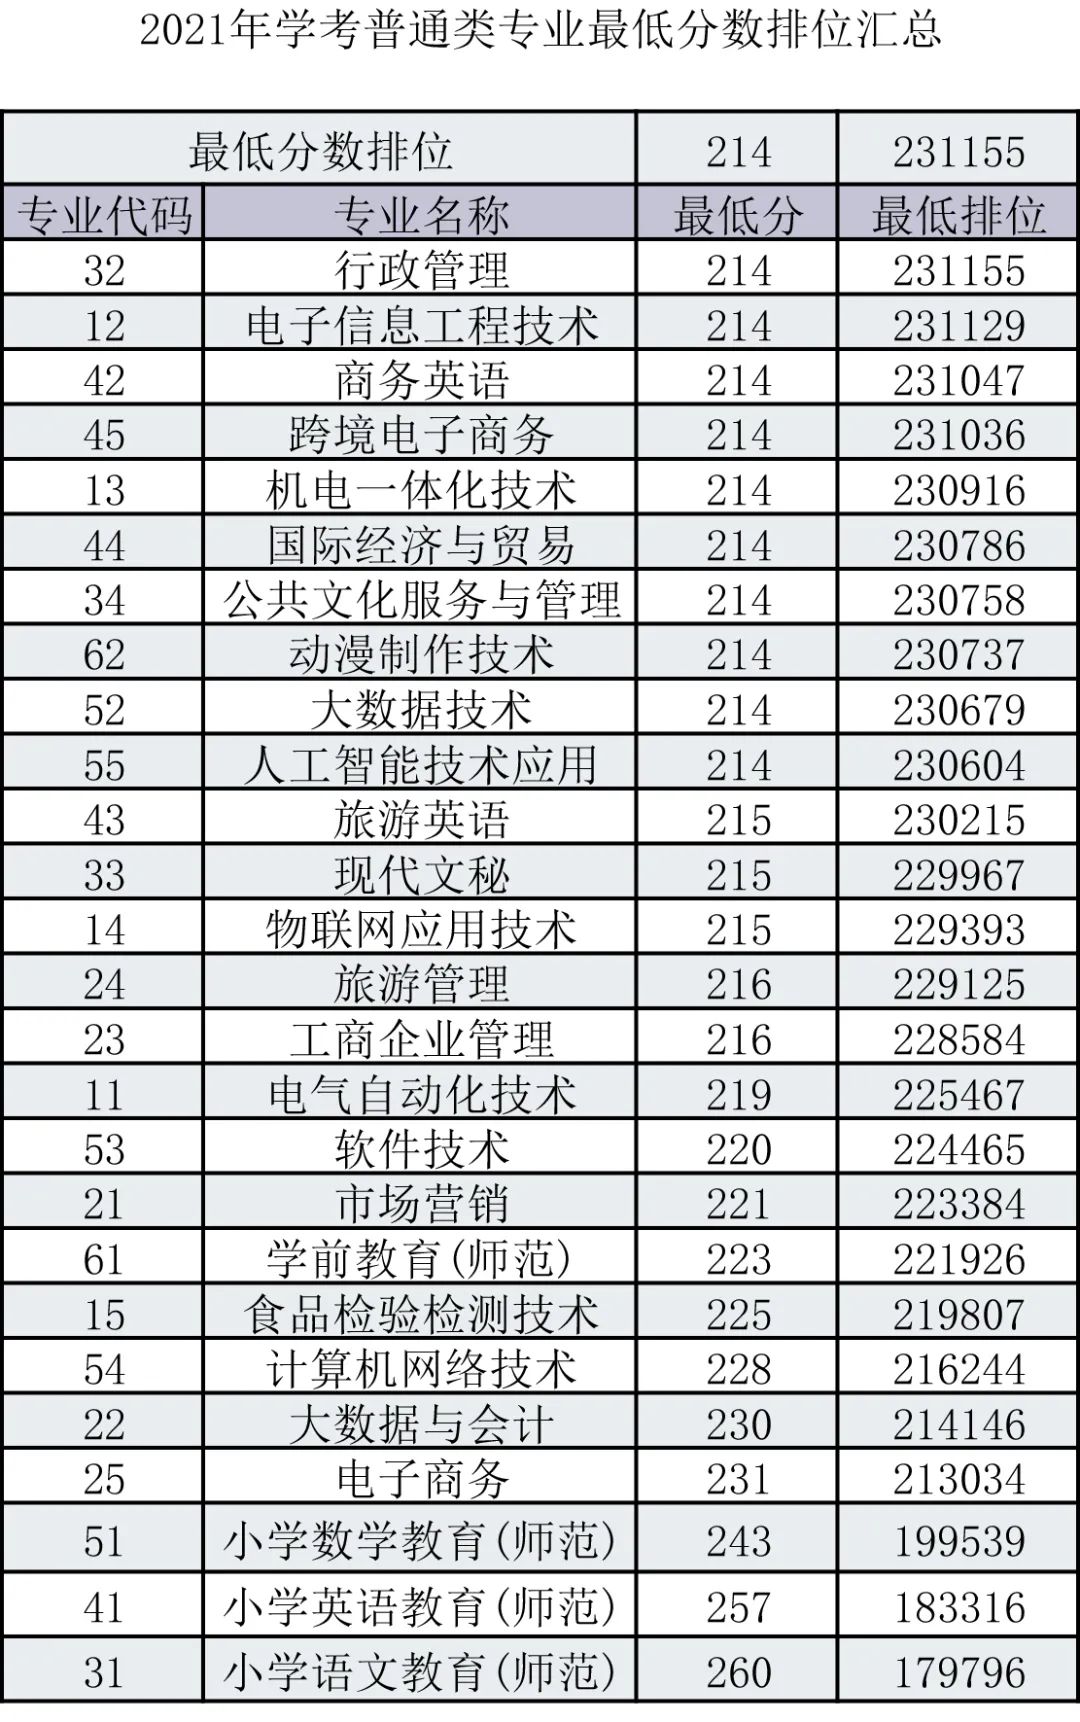 2021年学考普通类专业最低分数排位汇总
最低分数排位 214 231155
专业代码 专业名称 最低分 最低排位
32 行政管理 214 231155
12 电子信息工程技术 214 231129
42 商务英语 214 231047
45 跨境电子商务 214 231036
13 机电一体化技术 214 230916
44 国际经济与贸易 214 230786
34 公共文化服务与管理 214 230758
62 动漫制作技术 214 230737
52 大数据技术 214 230679
55 人工智能技术应用 214 230604
43 旅游英语 215 230215
33 现代文秘 215 229967
14 物联网应用技术 215 229393
24 旅游管理 216 229125
23 工商企业管理 216 228584
11 电气自动化技术 219 225467
53 软件技术 220 224465
21 市场营销 221 223384
61 学前教育(师范) 223 221926
15 食品检验检测技术 225 219807
54 计算机网络技术 228 216244
22 大数据与会计 230 214146
25 电子商务 231 213034
51 小学数学教育(师范) 243 199539
41 小学英语教育(师范) 257 183316
31 小学语文教育(师范) 260 179796